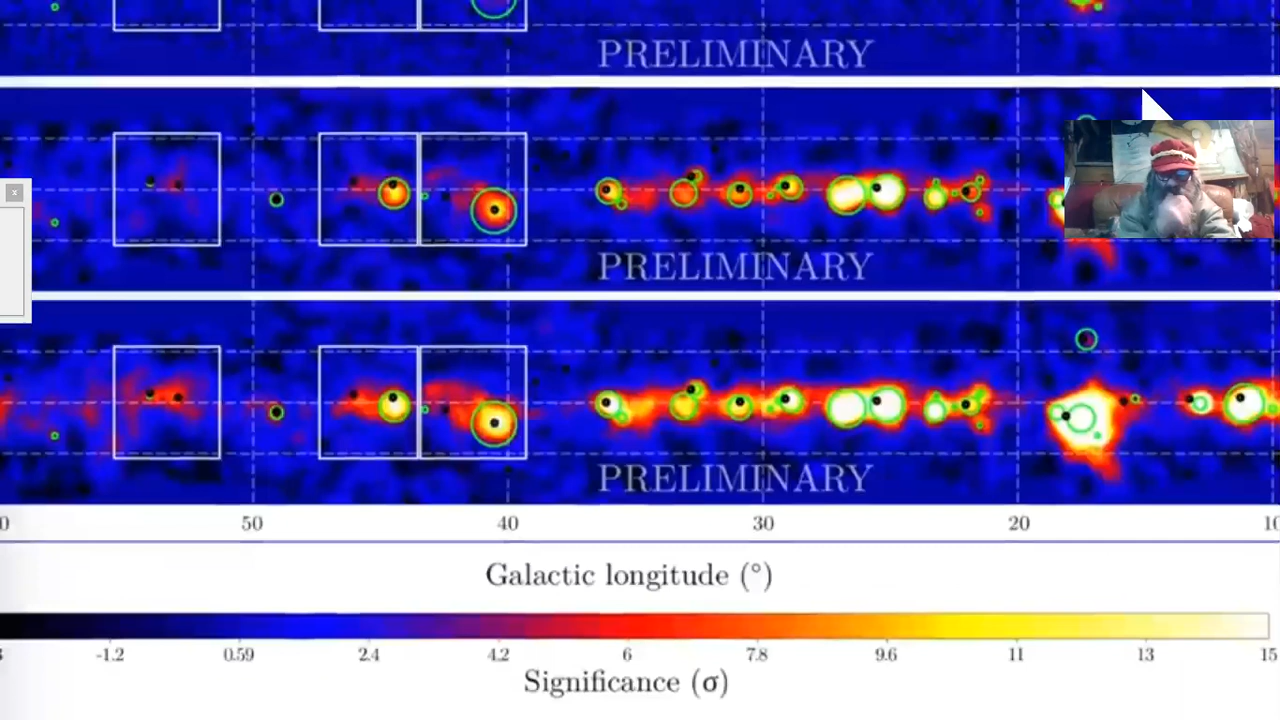 PRELIMINARY
PRELIMINARY
PRELIMINARY
50 40 30 20
Galactic longitude (°)
-1.2 0.59 2.4 4.2 6 7.8 9.6 11 13 15
Significance (σ)